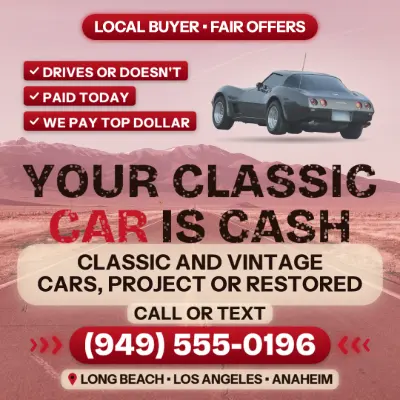 LOCAL BUYER • FAIR OFFERS
✓ DRIVES OR DOESN'T
✓ PAID TODAY
✓ WE PAY TOP DOLLAR
YOUR CLASSIC
CAR IS CASH
CLASSIC AND VINTAGE
CARS, PROJECT OR RESTORED
CALL OR TEXT
(949) 555-0196
LONG BEACH • LOS ANGELES • ANAHEIM